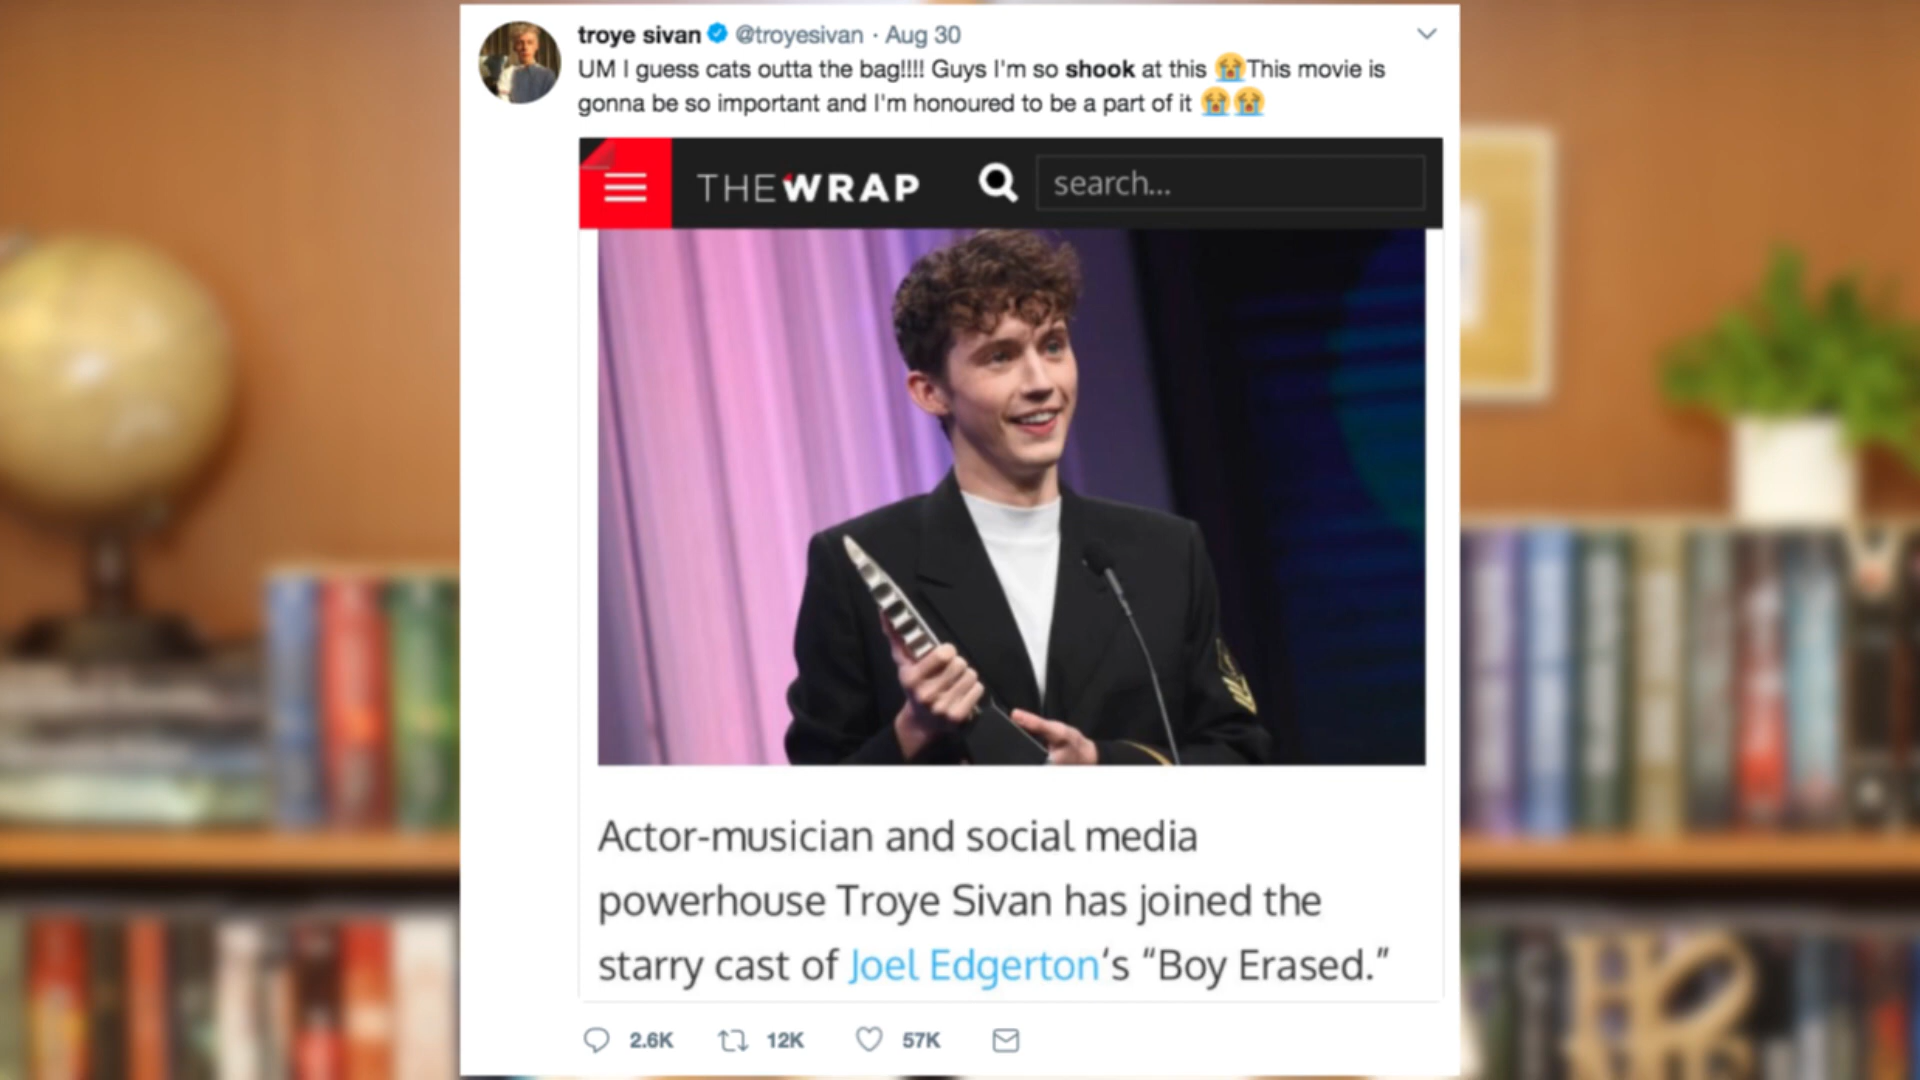 troye sivan @troyesivan · Aug 30
UM I guess cats outta the bag!!!! Guys I'm so shook at this 😭This movie is
gonna be so important and I'm honoured to be a part of it 😭😭
THEWRAP search...
Actor-musician and social media
powerhouse Troye Sivan has joined the
starry cast of Joel Edgerton's “Boy Erased.”
2.6K 12K 57K